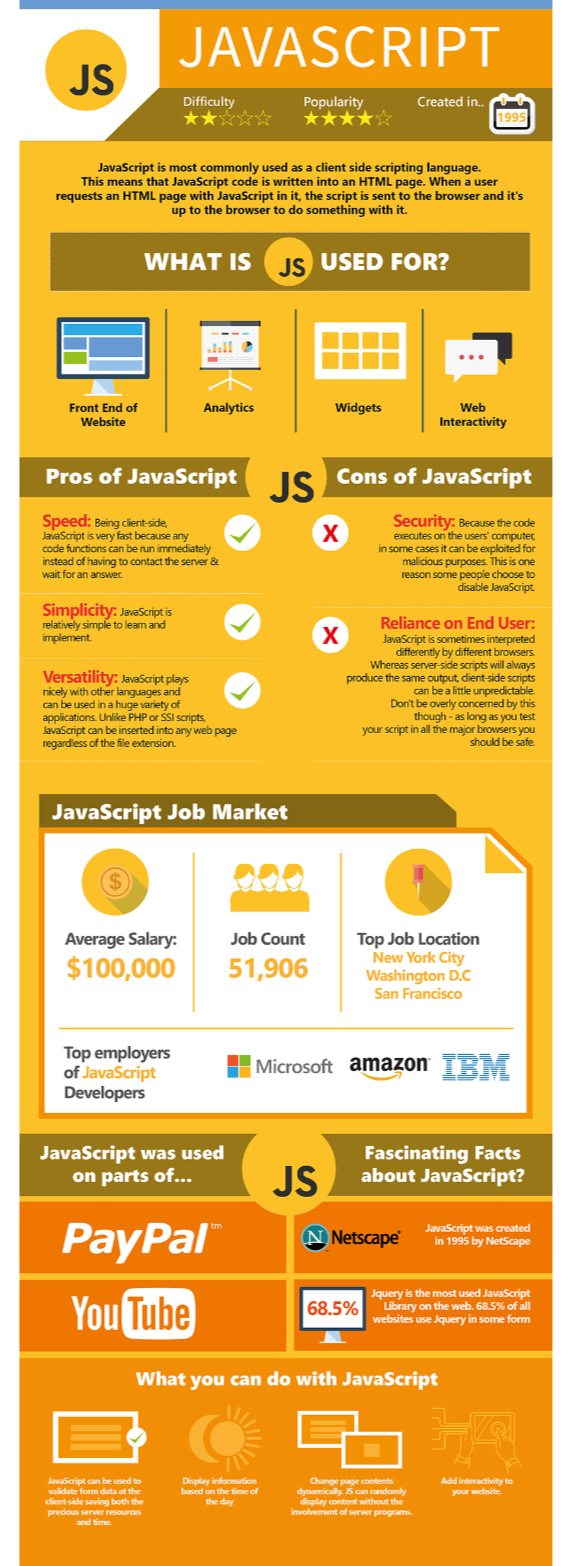 JS
JAVASCRIPT
Difficulty
Popularity
Created in..
1995
JavaScript is most commonly used as a client side scripting language.
This means that JavaScript code is written into an HTML page. When a user
requests an HTML page with JavaScript in it, the script is sent to the browser and it's
up to the browser to do something with it.
WHAT IS JS USED FOR?
Front End of
Website
Analytics
Widgets
Web
Interactivity
Pros of JavaScript
JS
Cons of JavaScript
Speed: Being client-side,
JavaScript is very fast because any
code functions can be run immediately
instead of having to contact the server &
wait for an answer.
Simplicity: JavaScript is
relatively simple to learn and
implement.
Versatility: JavaScript plays
nicely with other languages and
can be used in a huge variety of
applications. Unlike PHP or SSI scripts,
JavaScript can be inserted into any web page
regardless of the file extension.
X
Security: Because the code
executes on the users' computer,
in some cases it can be exploited for
malicious purposes. This is one
reason some people choose to
disable JavaScript.
X
Reliance on End User:
JavaScript is sometimes interpreted
differently by different browsers.
Whereas server-side scripts will always
produce the same output, client-side scripts
can be a little unpredictable.
Don't be overly concerned by this
though - as long as you test
your script in all the major browsers you
should be safe.
JavaScript Job Market
$
Average Salary:
$100,000
Job Count
51,906
Top Job Location
New York City
Washington D.C
San Francisco
Top employers
of JavaScript
Developers
Microsoft
amazon
IBM
JavaScript was used
on parts of...
JS
Fascinating Facts
about JavaScript?
PayPal™
YouTube
N Netscape®
JavaScript was created
in 1995 by NetScape
68.5%
Jquery is the most used JavaScript
Library on the web. 68.5% of all
websites use Jquery in some form
What you can do with JavaScript
JavaScript can be used to
validate form data at the
client-side saving both the
precious server resources
and time.
Display information
based on the time of
the day
Change page contents
dynamically. JS can randomly
display content without the
involvement of server programs.
Add interactivity to
your website.